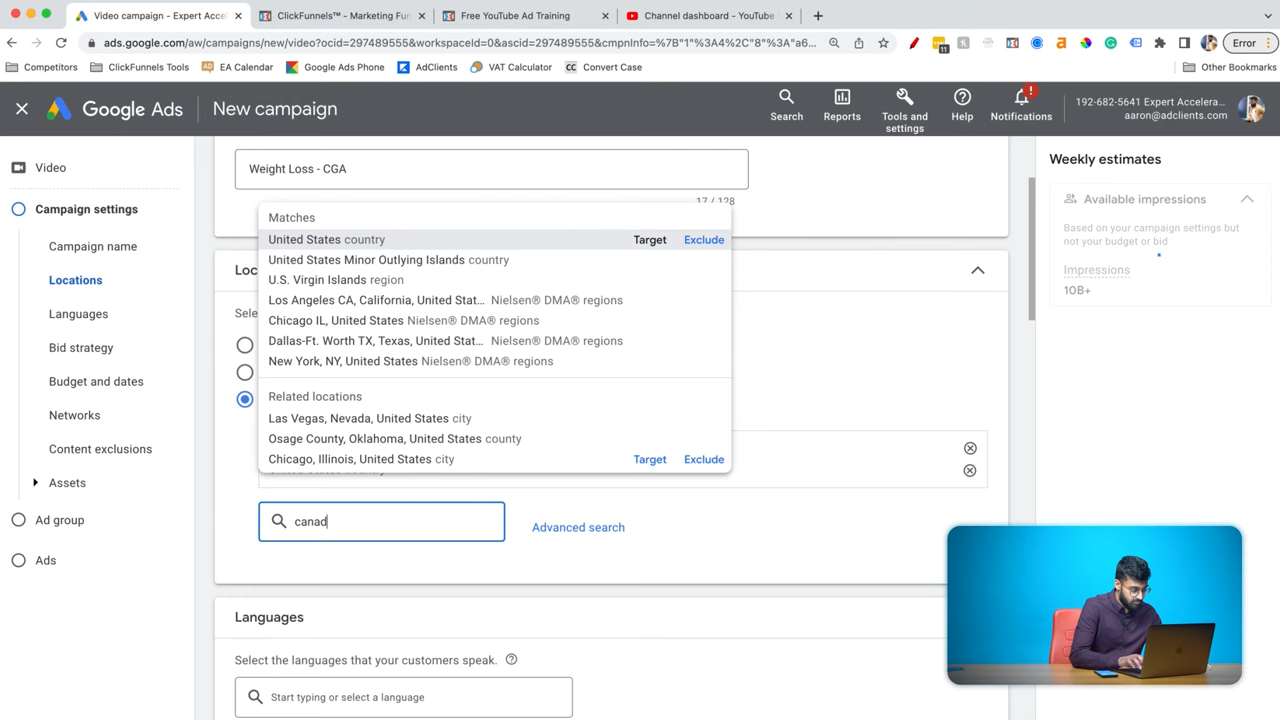 Video campaign - Expert Accel
ClickFunnels™ - Marketing Fun
Free YouTube Ad Training
Channel dashboard - YouTube
ads.google.com/aw/campaigns/new/video?ocid=297489555&workspaceId=0&ascid=297489555&cmpnInfo=%7B"1"%3A4%2C"8"%3A"a6...
11
Error
Competitors
ClickFunnels Tools
EA Calendar
Google Ads Phone
AdClients
VAT Calculator
CC Convert Case
Other Bookmarks
Google Ads
New campaign
Search
Reports
Tools and settings
Help
!
Notifications
192-682-5641 Expert Accelera...
aaron@adclients.com
Video
Campaign settings
Campaign name
Locations
Languages
Bid strategy
Budget and dates
Networks
Content exclusions
Assets
Ad group
Ads
Weight Loss - CGA
17 / 128
Loc
Sele
Matches
United States country Target Exclude
United States Minor Outlying Islands country
U.S. Virgin Islands region
Los Angeles CA, California, United Stat... Nielsen® DMA® regions
Chicago IL, United States Nielsen® DMA® regions
Dallas-Ft. Worth TX, Texas, United Stat... Nielsen® DMA® regions
New York, NY, United States Nielsen® DMA® regions
Related locations
Las Vegas, Nevada, United States city
Osage County, Oklahoma, United States county
Chicago, Illinois, United States city Target Exclude
canad
Advanced search
Languages
Select the languages that your customers speak.
Start typing or select a language
Weekly estimates
Available impressions
Based on your campaign settings but
not your budget or bid
Impressions
10B+